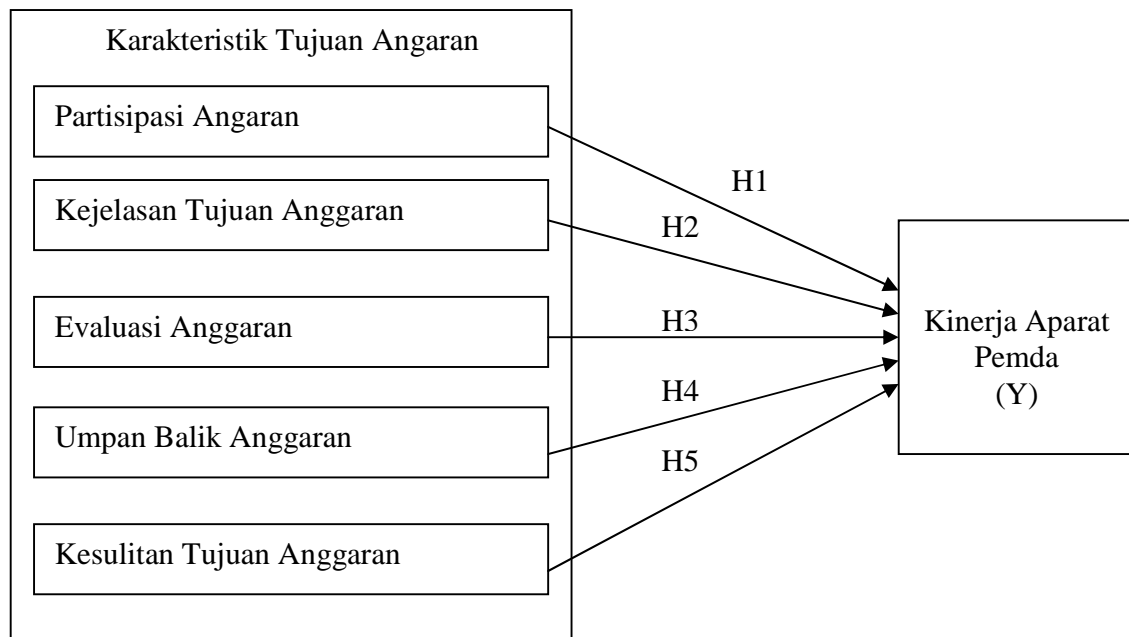 Karakteristik Tujuan Angaran
Partisipasi Angaran
Kejelasan Tujuan Anggaran
Evaluasi Anggaran
Umpan Balik Anggaran
Kesulitan Tujuan Anggaran
H1
H2
H3
H4
H5
Kinerja Aparat
Pemda
(Y)